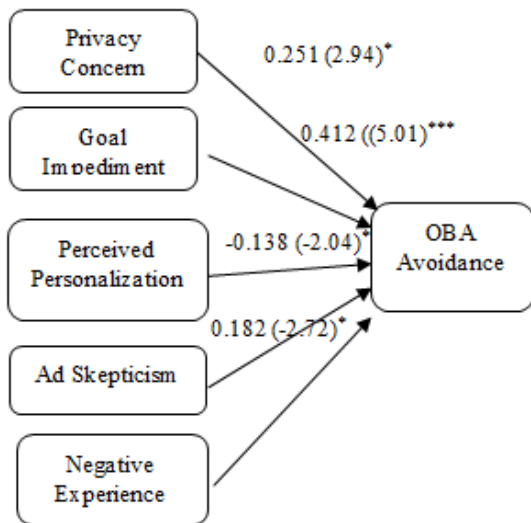 Privacy
Concern
0.251 (2.94)*
0.412 ((5.01)***
Goal
Impediment
Perceived
Personalization
-0.138 (-2.04)*
OBA
Avoidance
0.182 (-2.72)*
Ad Skepticism
Negative
Experience